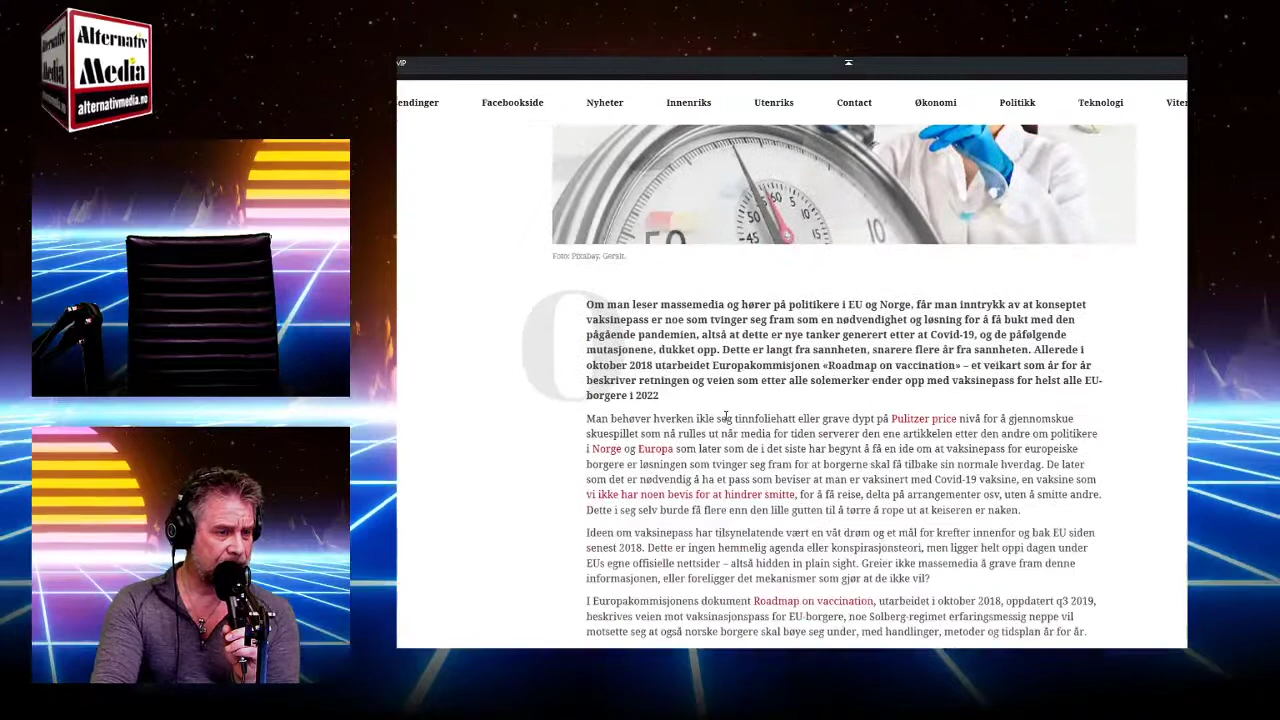 Alternativ
Media
alternativmedia.no
VIP
endinger Facebookside Nyheter Innenriks Utenriks Contact Økonomi Politikk Teknologi Viter
60
5
50
10
45
50
10
Foto: Pixabay, Geralt.
Om man leser massemedia og hører på politikere i EU og Norge, får man inntrykk av at konseptet
vaksinepass er noe som tvinger seg fram som en nødvendighet og løsning for å få bukt med den
pågående pandemien, altså at dette er nye tanker generert etter at Covid-19, og de påfølgende
mutasjonene, dukket opp. Dette er langt fra sannheten, snarere flere år fra sannheten. Allerede i
oktober 2018 utarbeidet Europakommisjonen «Roadmap on vaccination» – et veikart som år for år
beskriver retningen og veien som etter alle solemerker ender opp med vaksinepass for helst alle EU-
borgere i 2022
Man behøver hverken ikle seg tinnfoliehatt eller grave dypt på Pulitzer price nivå for å gjennomskue
skuespillet som nå rulles ut når media for tiden serverer den ene artikkelen etter den andre om politikere
i Norge og Europa som later som de i det siste har begynt å få en ide om at vaksinepass for europeiske
borgere er løsningen som tvinger seg fram for at borgerne skal få tilbake sin normale hverdag. De later
som det er nødvendig å ha et pass som beviser at man er vaksinert med Covid-19 vaksine, en vaksine som
vi ikke har noen bevis for at hindrer smitte, for å få reise, delta på arrangementer osv, uten å smitte andre.
Dette i seg selv burde få flere enn den lille gutten til å tørre å rope ut at keiseren er naken.
Ideen om vaksinepass har tilsynelatende vært en våt drøm og et mål for krefter innenfor og bak EU siden
senest 2018. Dette er ingen hemmelig agenda eller konspirasjonsteori, men ligger helt oppi dagen under
EUs egne offisielle nettsider – altså hidden in plain sight. Greier ikke massemedia å grave fram denne
informasjonen, eller foreligger det mekanismer som gjør at de ikke vil?
I Europakommisjonens dokument Roadmap on vaccination, utarbeidet i oktober 2018, oppdatert q3 2019,
beskrives veien mot vaksinasjonspass for EU-borgere, noe Solberg-regimet erfaringsmessig neppe vil
motsette seg at også norske borgere skal bøye seg under, med handlinger, metoder og tidsplan år for år.